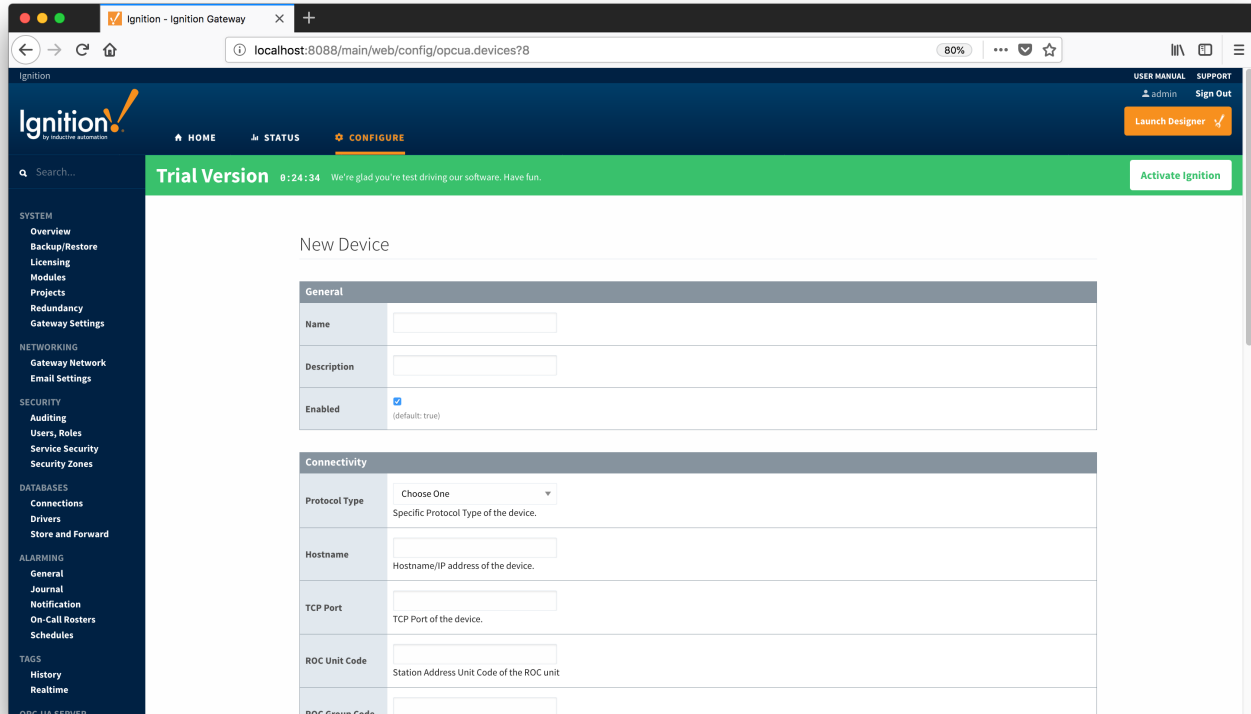 Ignition - Ignition Gateway
localhost:8088/main/web/config/opcua.devices?8
80%
Ignition
USER MANUAL SUPPORT
admin Sign Out
Ignition!
by inductive automation
Launch Designer
HOME STATUS CONFIGURE
Search...
Trial Version 0:24:34 We're glad you're test driving our software. Have fun.
Activate Ignition
SYSTEM
Overview
Backup/Restore
Licensing
Modules
Projects
Redundancy
Gateway Settings
NETWORKING
Gateway Network
Email Settings
SECURITY
Auditing
Users, Roles
Service Security
Security Zones
DATABASES
Connections
Drivers
Store and Forward
ALARMING
General
Journal
Notification
On-Call Rosters
Schedules
TAGS
History
Realtime
OPC-UA SERVER
New Device
General
Name
Description
Enabled
(default: true)
Connectivity
Protocol Type
Choose One
Specific Protocol Type of the device.
Hostname
Hostname/IP address of the device.
TCP Port
TCP Port of the device.
ROC Unit Code
Station Address Unit Code of the ROC unit
ROC Group Code